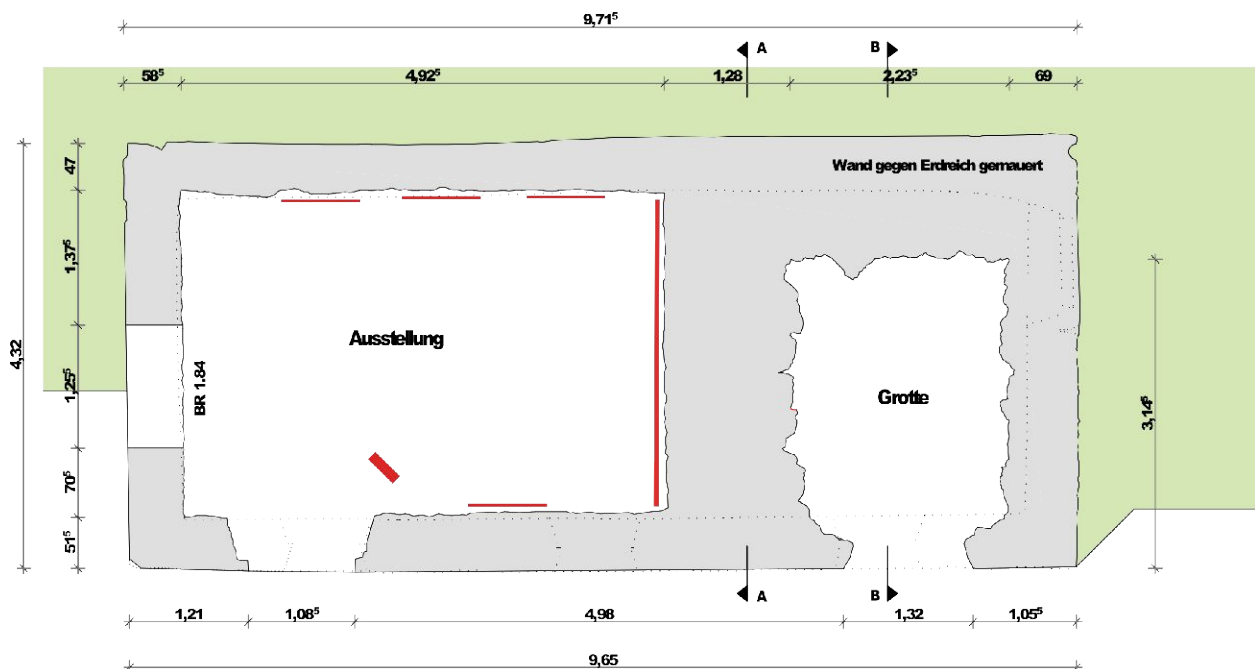 9,71⁵
A
B
58⁵
4,92⁵
1,28
2,23⁵
69
47
Wand gegen Erdreich gemauert
1,37⁵
4,32
Ausstellung
BR 1.84
1,25⁵
Grotte
3,14⁵
70⁵
51⁵
A
B
1,21
1,08⁵
4,98
1,32
1,05⁵
9,65